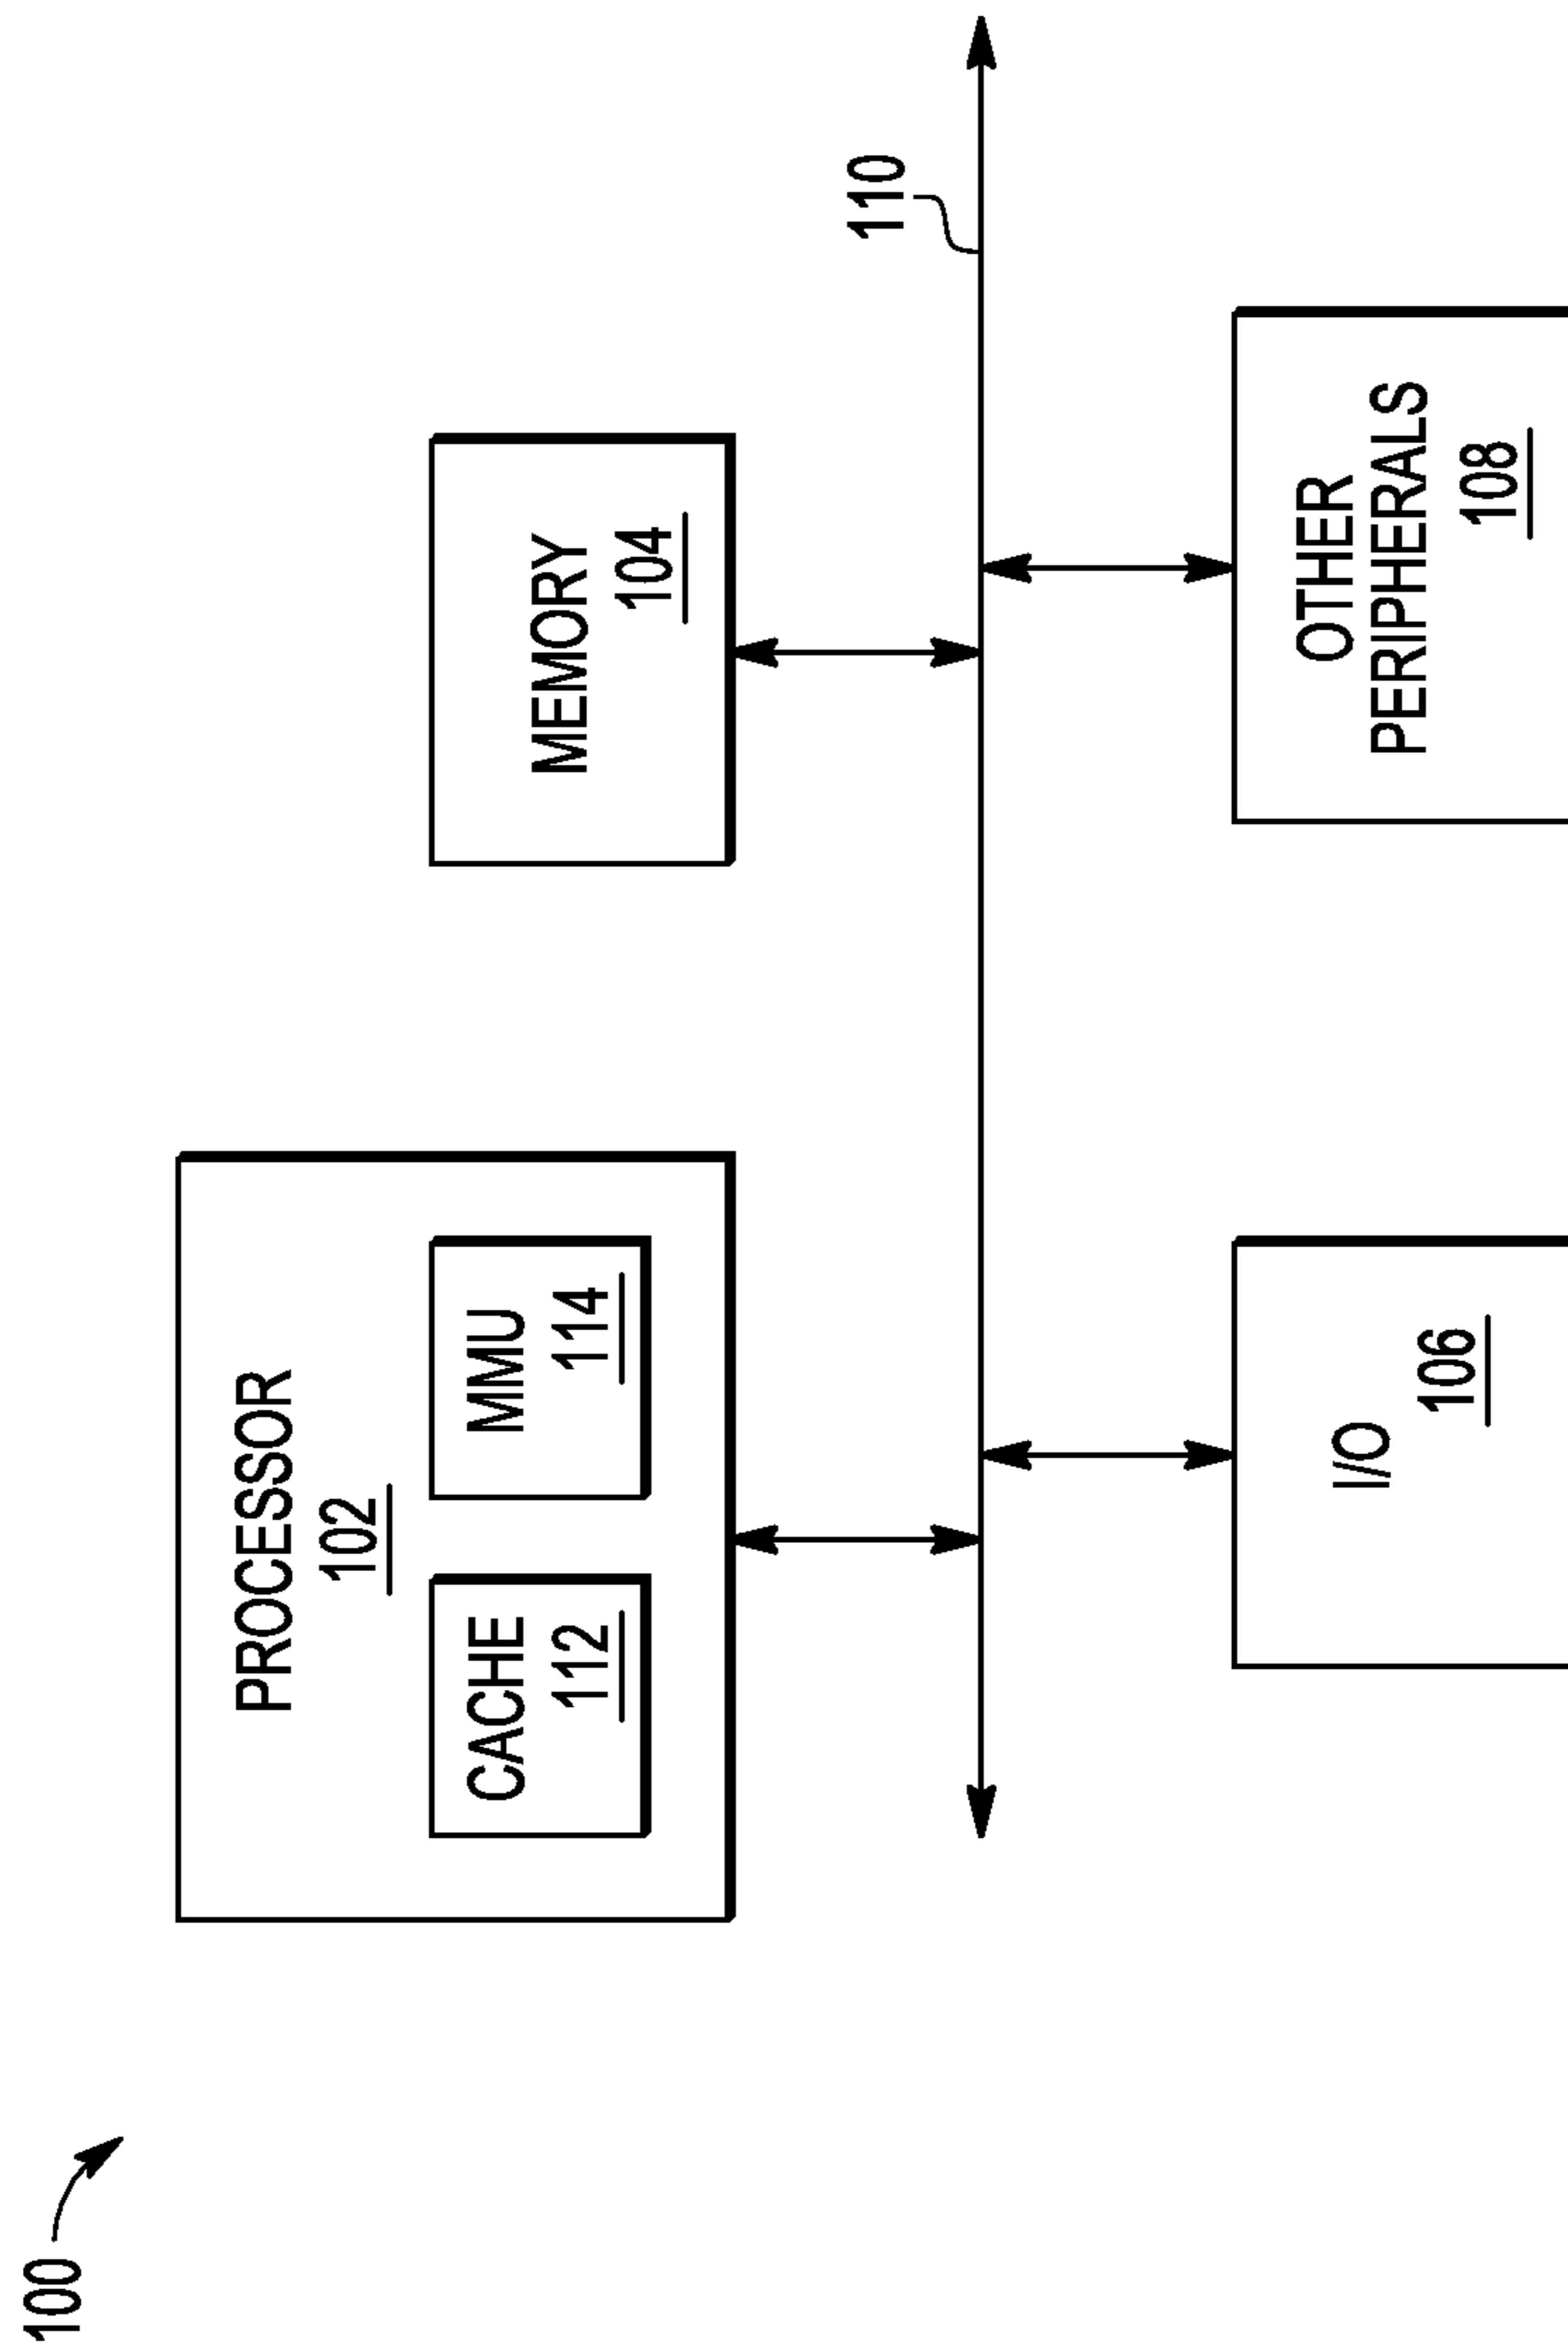 100
PROCESSOR
102
CACHE
112
MMU
114
MEMORY
104
110
I/O
106
OTHER
PERIPHERALS
108